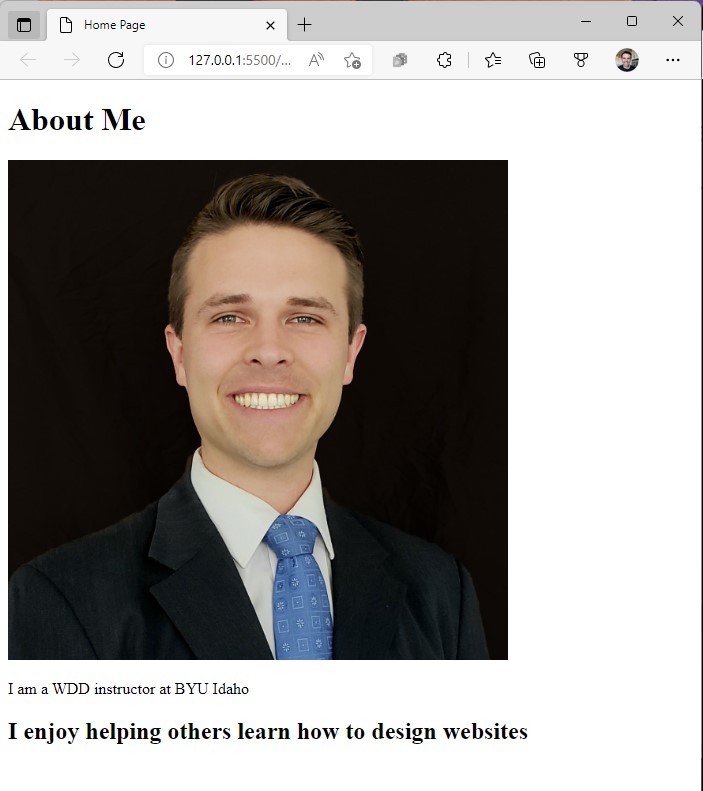 Home Page
127.0.0.1:5500/...
About Me
I am a WDD instructor at BYU Idaho
I enjoy helping others learn how to design websites